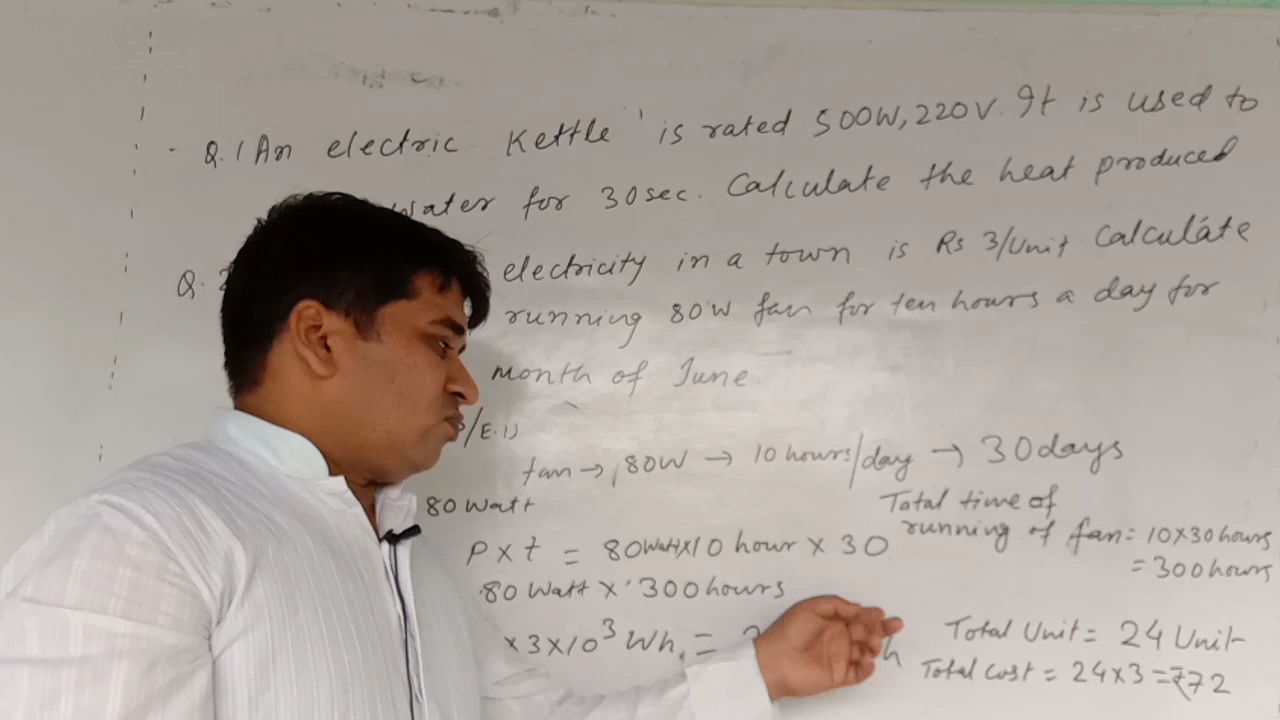 Q.1 An electric Kettle is rated 500W, 220V. It is used to
water for 30sec. Calculate the heat produced
Q.2 electricity in a town is Rs 3/Unit Calculate
running 80W fan for ten hours a day for
month of June.
/E.1)
fan → 80W → 10 hours/day → 30days
80 Watt
Total time of
running of fan = 10×30 hours
= 300 hours
P × t = 80Watt×10 hour × 30
80 Watt × 300 hours
× 3×10³ Wh =
Total Unit = 24 Unit
Total cost = 24×3 = ₹72